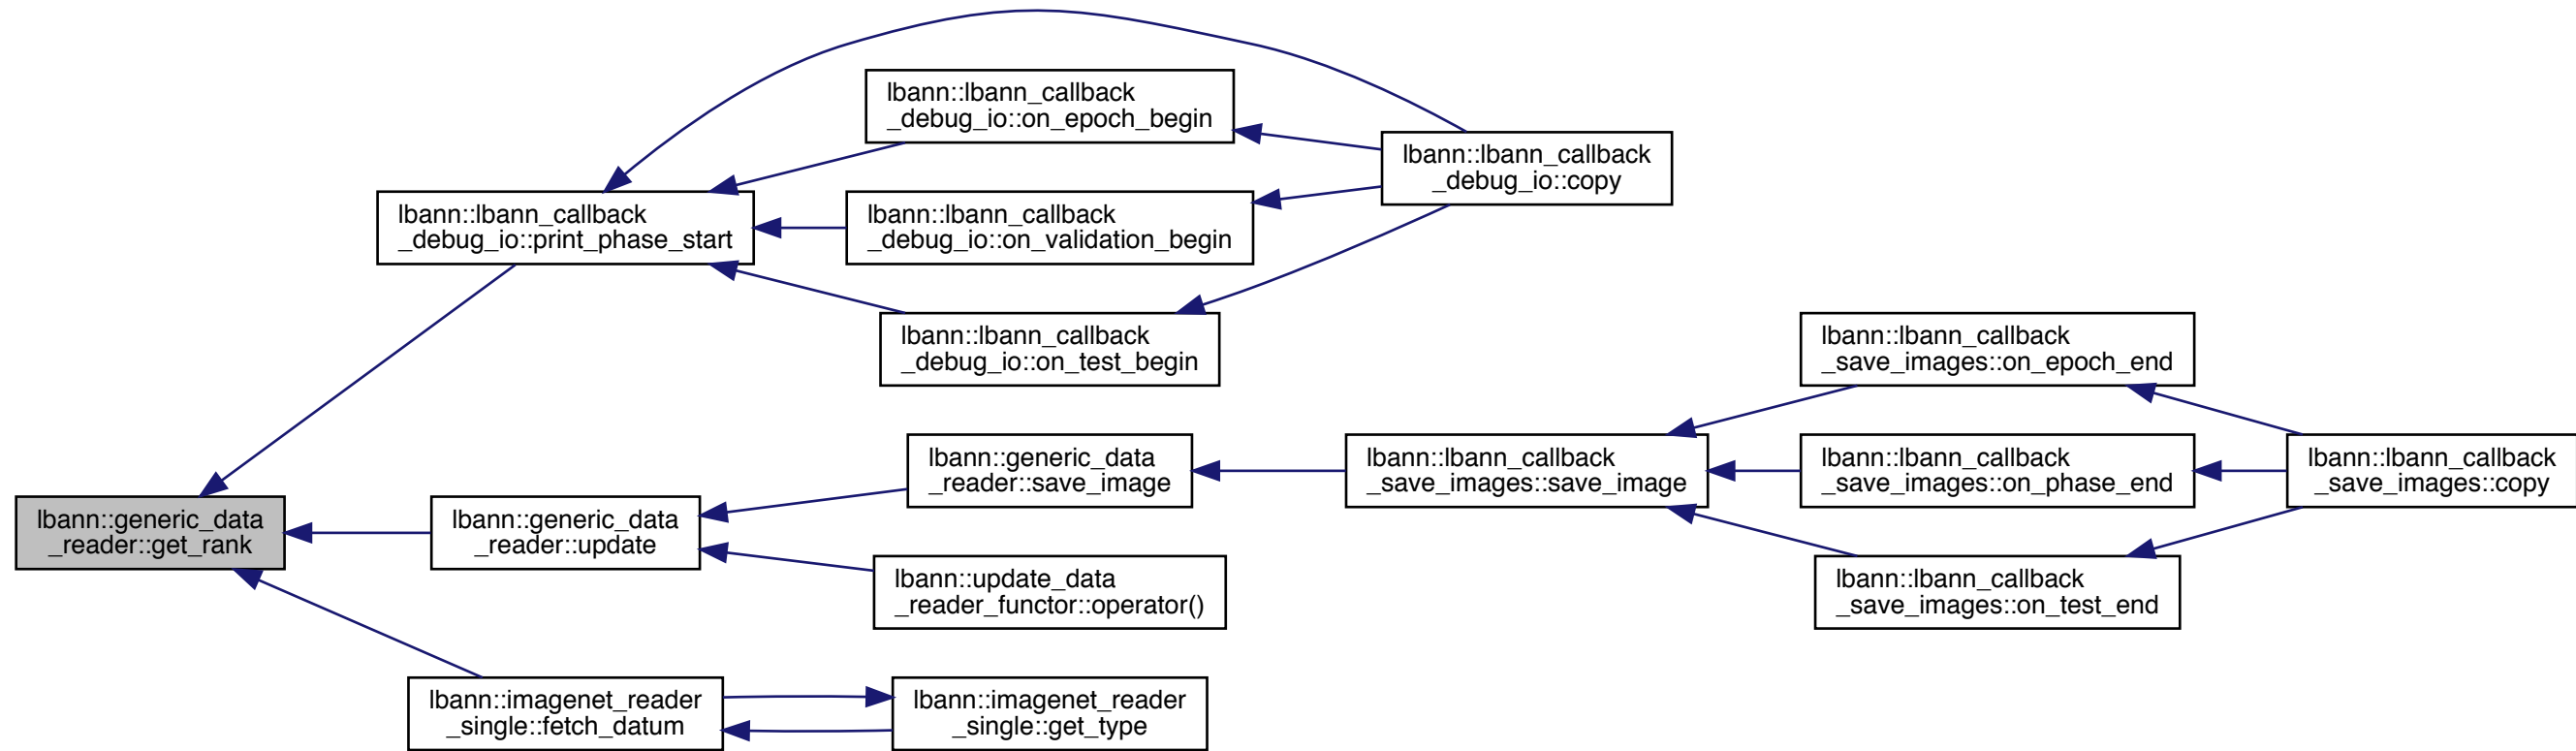 lbann::lbann_callback
_debug_io::on_epoch_begin
lbann::lbann_callback
_debug_io::copy
lbann::lbann_callback
_debug_io::print_phase_start
lbann::lbann_callback
_debug_io::on_validation_begin
lbann::lbann_callback
_debug_io::on_test_begin
lbann::lbann_callback
_save_images::on_epoch_end
lbann::generic_data
_reader::save_image
lbann::lbann_callback
_save_images::save_image
lbann::lbann_callback
_save_images::on_phase_end
lbann::lbann_callback
_save_images::copy
lbann::generic_data
_reader::get_rank
lbann::generic_data
_reader::update
lbann::update_data
_reader_functor::operator()
lbann::lbann_callback
_save_images::on_test_end
lbann::imagenet_reader
_single::fetch_datum
lbann::imagenet_reader
_single::get_type